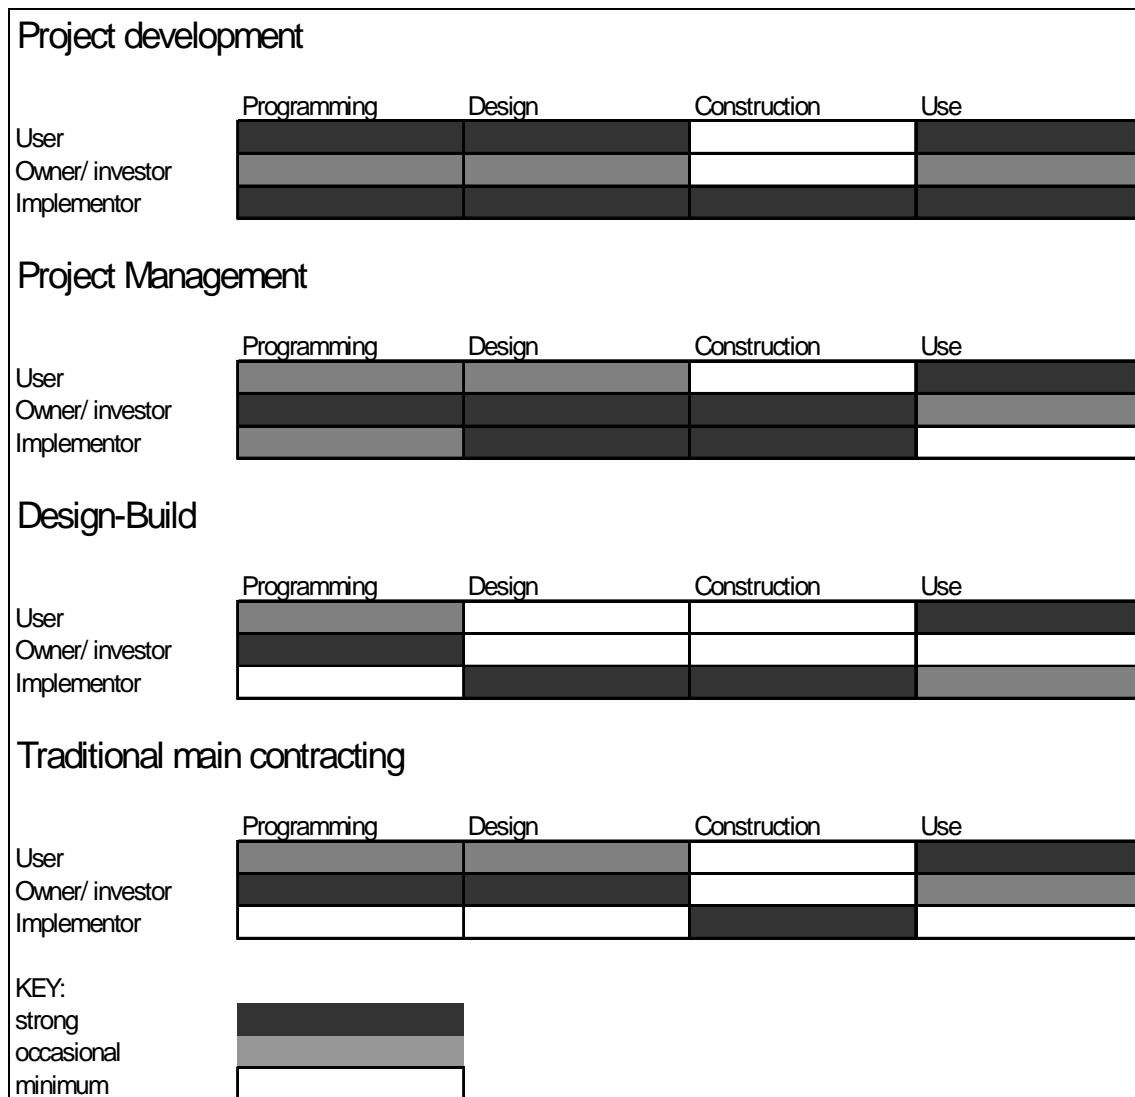 Project development
Programming Design Construction Use
User
Owner/ investor
Implementor
Project Management
Programming Design Construction Use
User
Owner/ investor
Implementor
Design-Build
Programming Design Construction Use
User
Owner/ investor
Implementor
Traditional main contracting
Programming Design Construction Use
User
Owner/ investor
Implementor
KEY:
strong
occasional
minimum